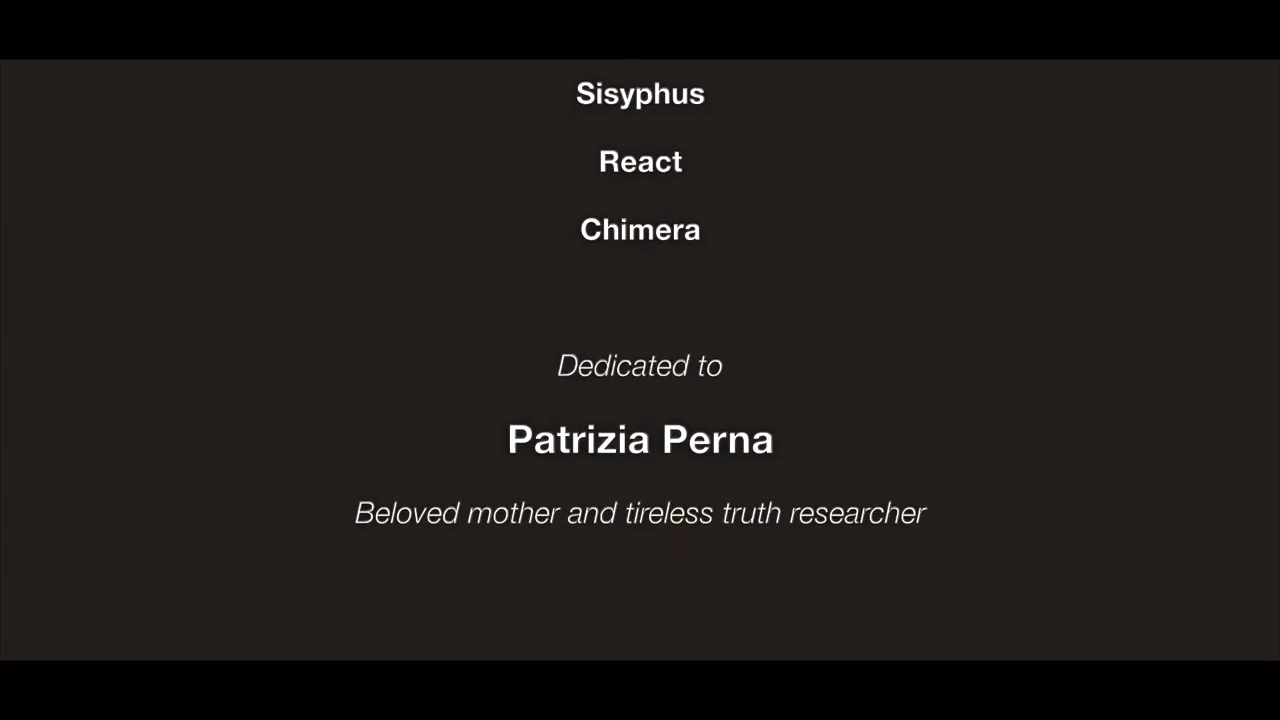 Sisyphus
React
Chimera
Dedicated to
Patrizia Perna
Beloved mother and tireless truth researcher